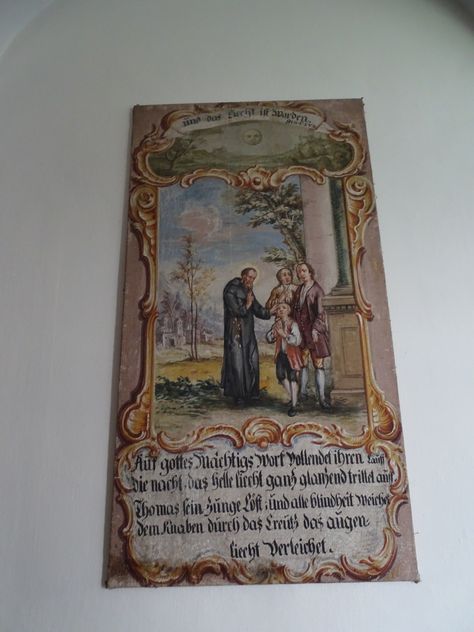 und das Liecht ist Worden.
Auf gottes Mächtigs Wort Vollendet ihren Lauff
die nacht, das helle liecht ganz glanzend trittet auff
Thomas sein Zunge Löst, und alle blindheit Weichet
dem Knaben durch das Creütz das augen
liecht Verleichet.